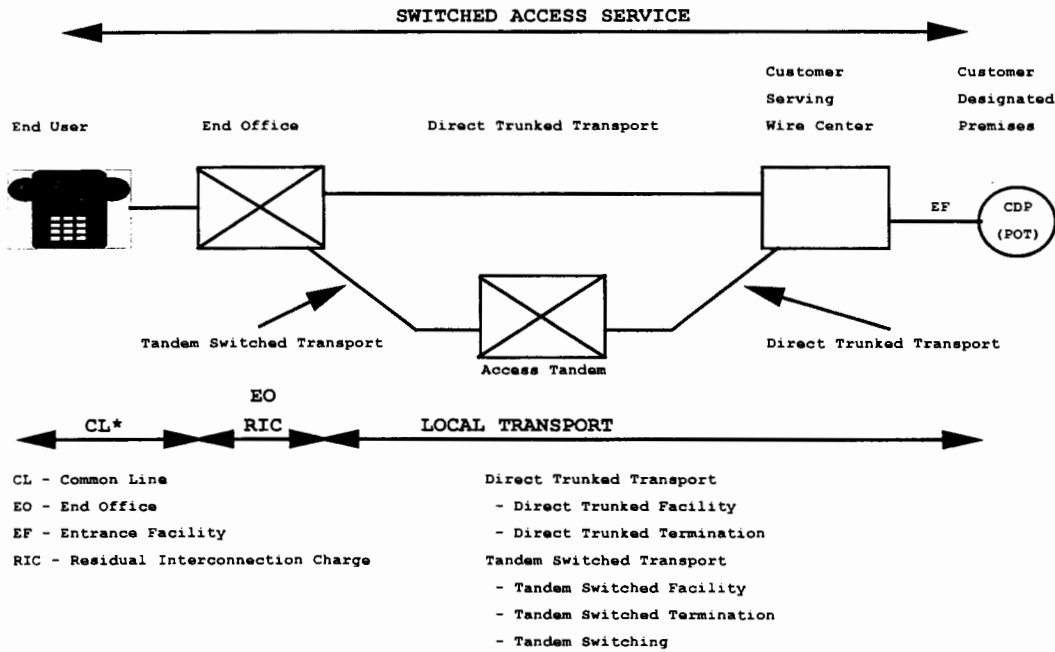 SWITCHED ACCESS SERVICE
Customer Customer
Serving Designated
End User End Office Direct Trunked Transport Wire Center Premises
EF CDP
(POT)
Tandem Switched Transport Direct Trunked Transport
Access Tandem
EO
CL* RIC LOCAL TRANSPORT
CL - Common Line Direct Trunked Transport
EO - End Office - Direct Trunked Facility
EF - Entrance Facility - Direct Trunked Termination
RIC - Residual Interconnection Charge Tandem Switched Transport
- Tandem Switched Facility
- Tandem Switched Termination
- Tandem Switching